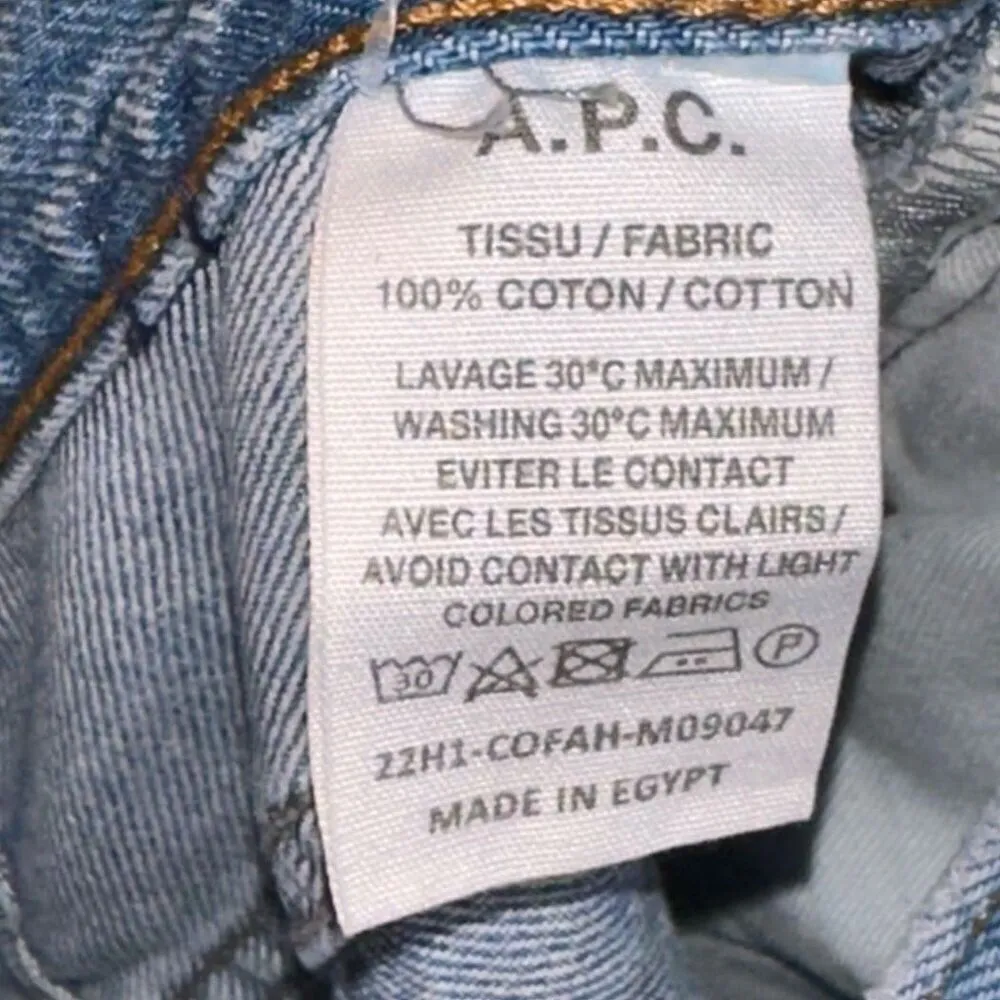 A.P.C.
TISSU / FABRIC
100% COTON / COTTON
LAVAGE 30°C MAXIMUM /
WASHING 30°C MAXIMUM
EVITER LE CONTACT
AVEC LES TISSUS CLAIRS /
AVOID CONTACT WITH LIGHT
COLORED FABRICS
30 P
22H1-COFAH-M09047
MADE IN EGYPT